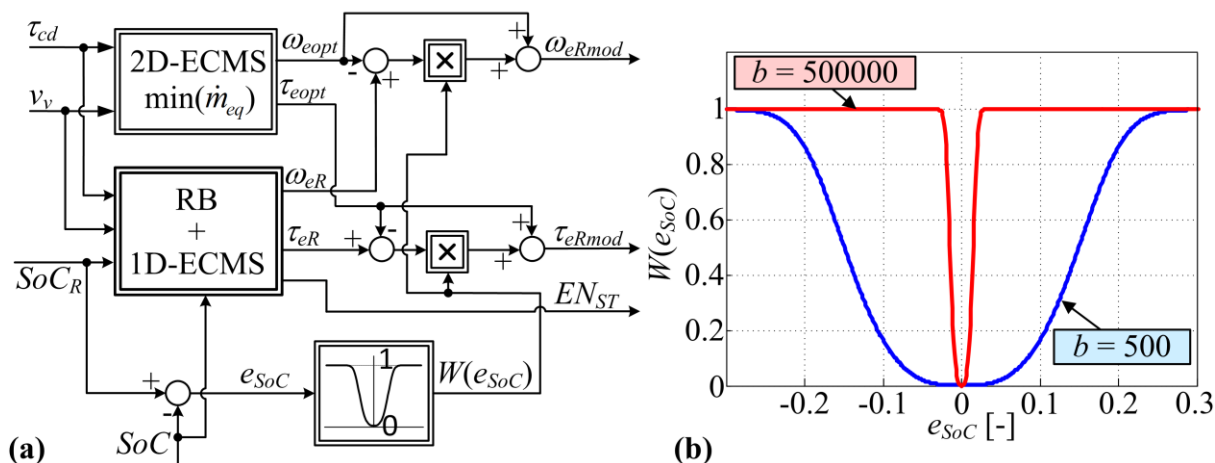 τcd
vv
2D-ECMS
min(ṁeq)
ωeopt
τeopt
RB
+
1D-ECMS
ωeR
τeR
ENST
SoCR
SoC
eSoC
W(eSoC)
1
0
ωeRmod
τeRmod
+
-
+
×
+
+
-
+
×
+
+
-
(a)
b = 500000
b = 500
W(eSoC)
1
0.8
0.6
0.4
0.2
0
-0.2
-0.1
0
0.1
0.2
0.3
eSoC [-]
(b)